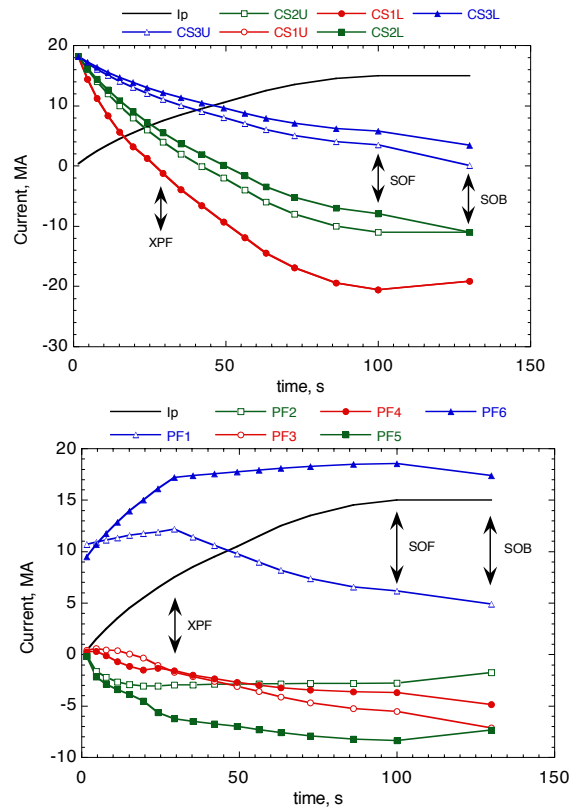 Ip CS2U CS1L CS3L
CS3U CS1U CS2L
20
10
0
-10
-20
-30
Current, MA
XPF
SOF
SOB
0 50 100 150
time, s
Ip PF2 PF4 PF6
PF1 PF3 PF5
20
15
10
5
0
-5
-10
Current, MA
XPF
SOF
SOB
0 50 100 150
time, s